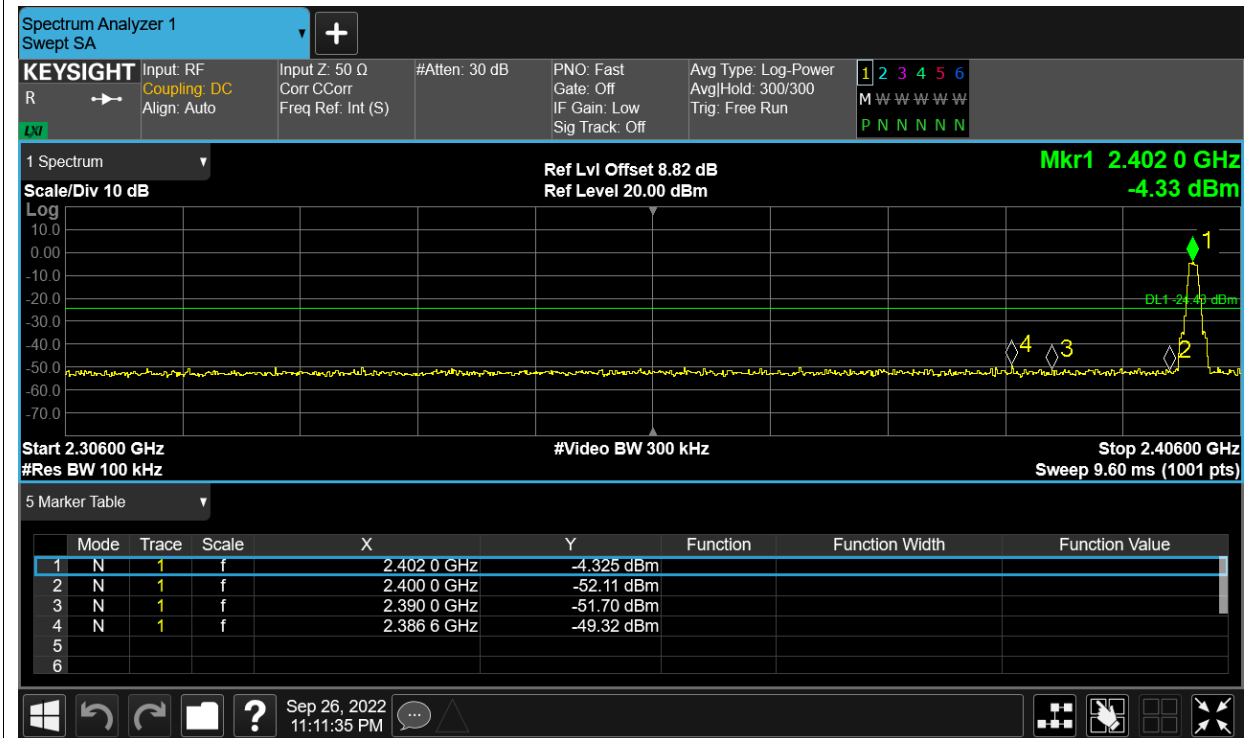 Spectrum Analyzer 1
Swept SA
KEYSIGHT
R
LXI
Input: RF
Coupling: DC
Align: Auto
Input Z: 50 Ω
Corr CCorr
Freq Ref: Int (S)
#Atten: 30 dB
PNO: Fast
Gate: Off
IF Gain: Low
Sig Track: Off
Avg Type: Log-Power
Avg|Hold: 300/300
Trig: Free Run
1 2 3 4 5 6
M W W W W W
P N N N N N
1 Spectrum
Scale/Div 10 dB
Ref Lvl Offset 8.82 dB
Ref Level 20.00 dBm
Mkr1 2.402 0 GHz
-4.33 dBm
Log
10.0
0.00
-10.0
-20.0
-30.0
-40.0
-50.0
-60.0
-70.0
1
DL1 -24.43 dBm
4
3
2
Start 2.30600 GHz
#Res BW 100 kHz
#Video BW 300 kHz
Stop 2.40600 GHz
Sweep 9.60 ms (1001 pts)
5 Marker Table
Mode Trace Scale X Y Function Function Width Function Value
1 N 1 f 2.402 0 GHz -4.325 dBm
2 N 1 f 2.400 0 GHz -52.11 dBm
3 N 1 f 2.390 0 GHz -51.70 dBm
4 N 1 f 2.386 6 GHz -49.32 dBm
5
6
?
Sep 26, 2022
11:11:35 PM